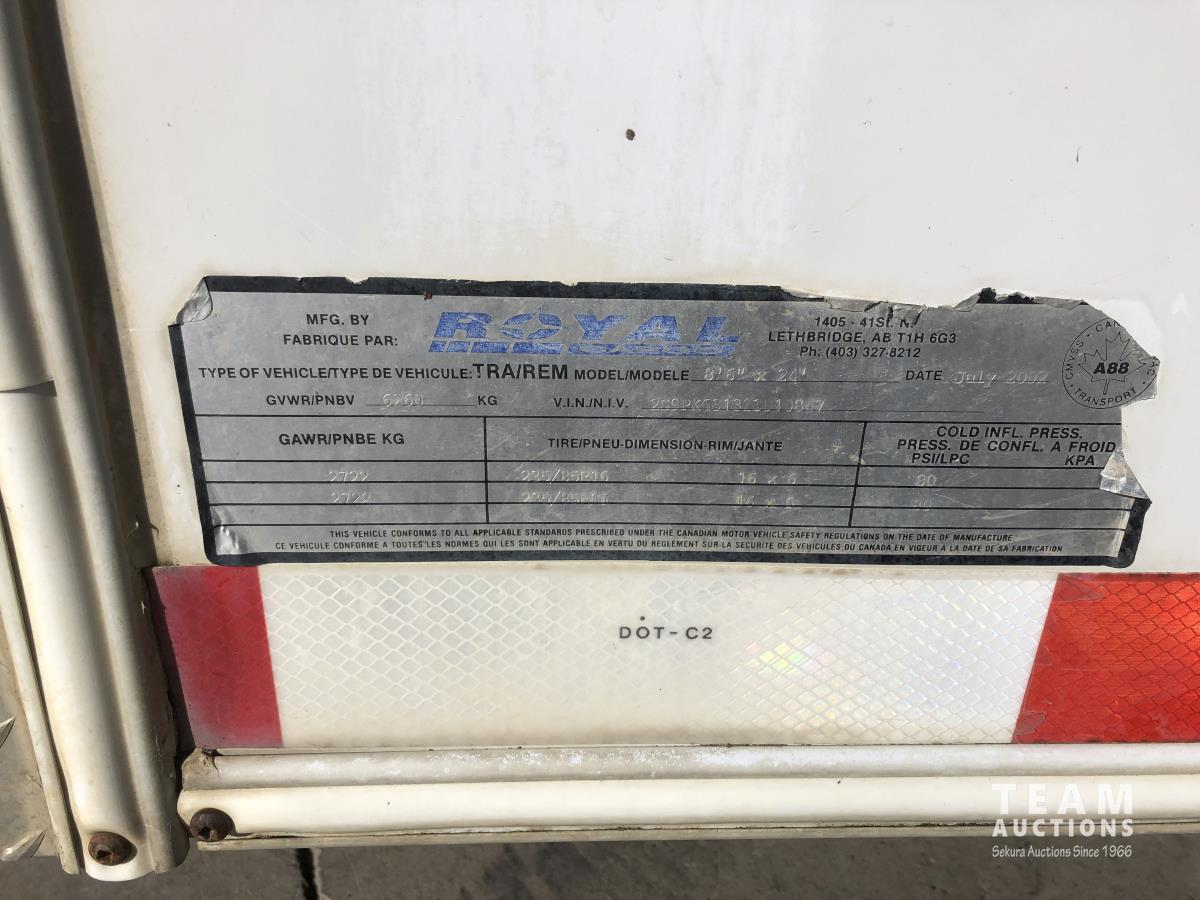 MFG. BY
FABRIQUE PAR:
ROYAL
1405 - 41St. N.
LETHBRIDGE, AB T1H 6G3
Ph: (403) 327-8212
TYPE OF VEHICLE/TYPE DE VEHICULE: TRA/REM MODEL/MODELE 8'6" x 24' DATE July 2002
GVWR/PNBV 6260 KG V.I.N./N.I.V.
CMVSS
A88
TRANSPORT
GAWR/PNBE KG TIRE/PNEU-DIMENSION-RIM/JANTE COLD INFL. PRESS.
PRESS. DE CONFL. A FROID
PSI/LPC KPA
2722 235/85R16 16 x 6 80
2722 235/85R16 16 x 6 80
THIS VEHICLE CONFORMS TO ALL APPLICABLE STANDARDS PRESCRIBED UNDER THE CANADIAN MOTOR VEHICLE SAFETY REGULATIONS ON THE DATE OF MANUFACTURE
CE VEHICULE CONFORME A TOUTES LES NORMES QUI LES SONT APPLICABLE EN VERTU DU REGLEMENT SUR LA SECURITE DES VEHICULES DU CANADA EN VIGEUR A LA DATE DE SA FABRICATION
DOT-C2
TEAM
AUCTIONS
Sekura Auctions Since 1966